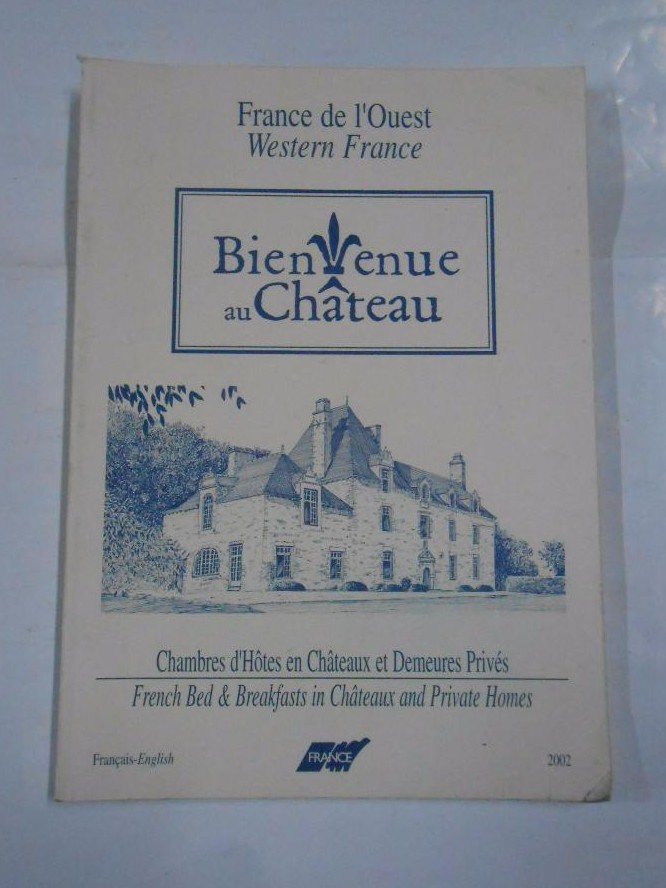 France de l'Ouest
Western France
Bienvenue
au Château
Chambres d'Hôtes en Châteaux et Demeures Privés
French Bed & Breakfasts in Châteaux and Private Homes
Français-English
FRANCE
2002